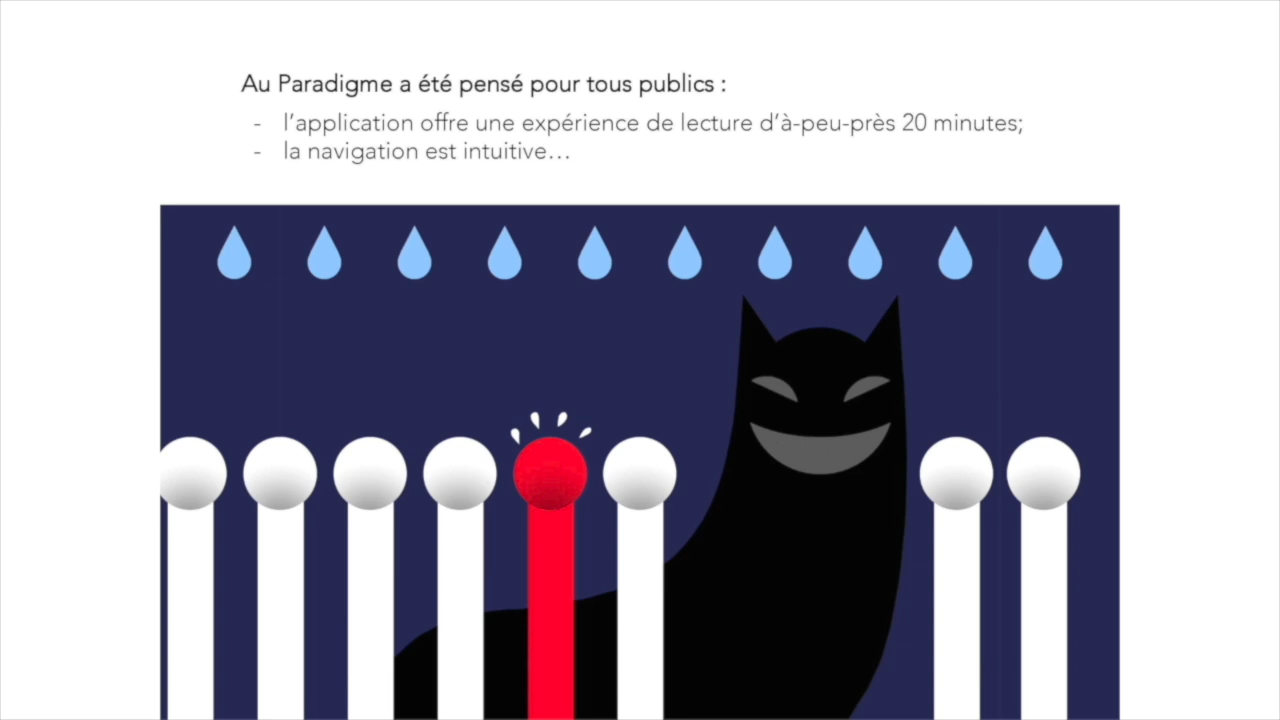 Au Paradigme a été pensé pour tous publics :
- l’application offre une expérience de lecture d’à-peu-près 20 minutes;
- la navigation est intuitive…